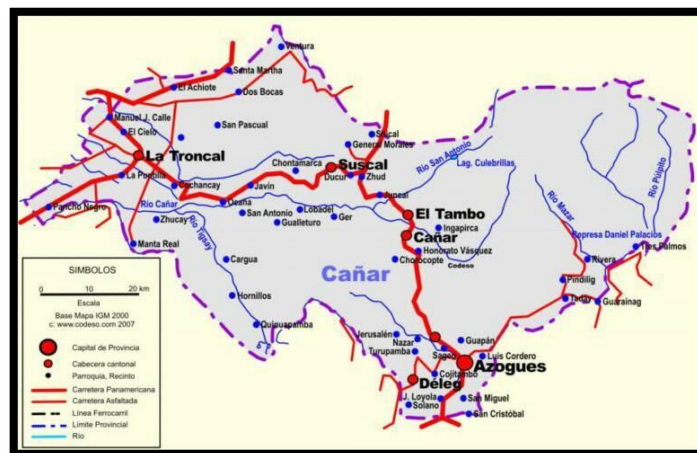 Ventura
Santa Martha
El Achiote
Dos Bocas
Manuel J. Calle
El Cielo
San Pascual
Suscal
General Morales
La Troncal
Chontamarca
Suscal
Río San Antonio
Lag. Culebrillas
Ducur
Zhud
La Puntilla
Cochancay
Javín
Juncal
Río Púlpito
Pancho Negro
Río Cañar
Ocaña
San Antonio
Lobadel
Ger
El Tambo
Río Mazar
Zhucay
Río Tigsay
Gualleturo
Cañar
Ingapirca
Represa Daniel Palacios
Manta Real
Honorato Vásquez
Tres Palmos
Cargua
Chorocopte
Codeso
Rivera
Cañar
Pindilig
Hornillos
Taday
Guarainag
Quiquapamba
Jerusalén
Nazar
Guapán
Turupamba
Sageo
Luis Cordero
Azogues
Cojitambo
Déleg
J. Loyola
San Miguel
Solano
San Cristóbal
SIMBOLOS
0 10 20 km
Escala
Base Mapa IGM 2000
c: www.codeso.com 2007
Capital de Provincia
Cabecera cantonal
Parroquia, Recinto
Carretera Panamericana
Carretera Asfaltada
Línea Ferrocarril
Límite Provincial
Río